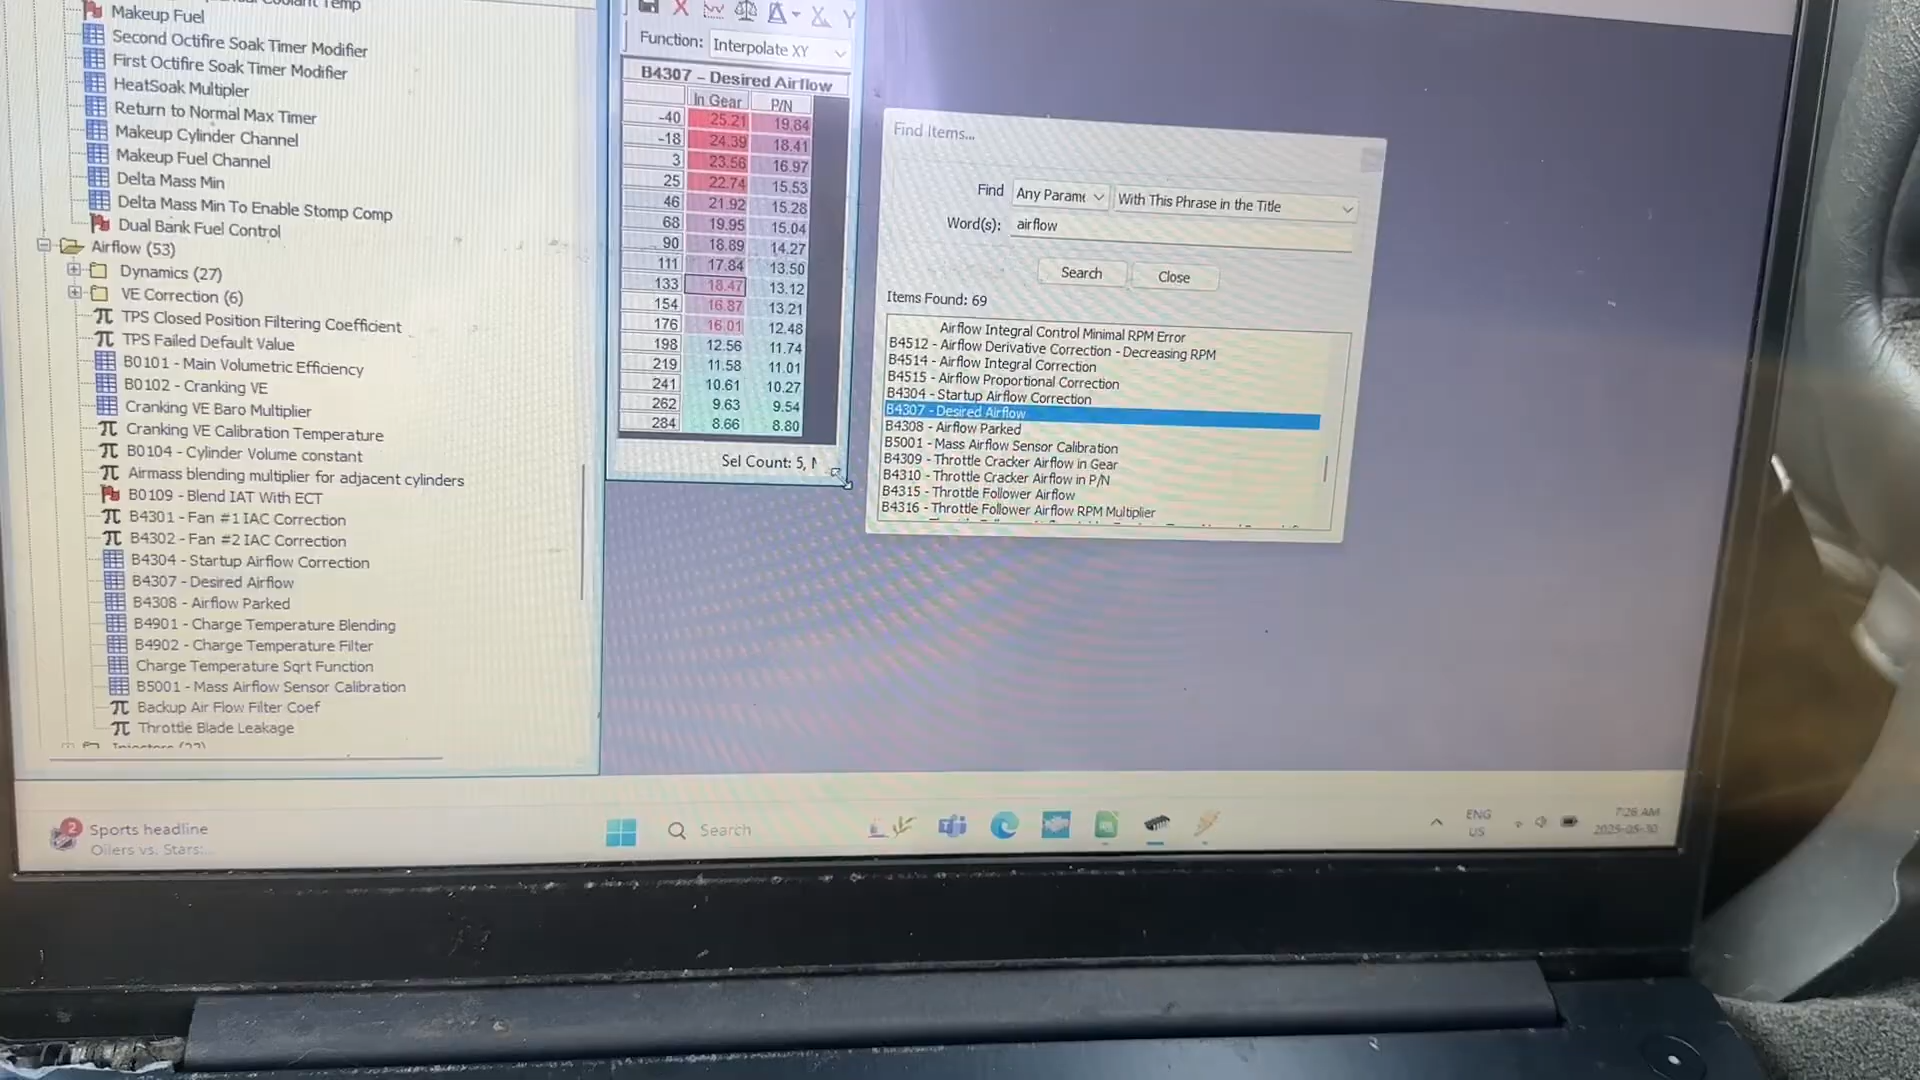 Makeup Fuel
Second Octifire Soak Timer Modifier
First Octifire Soak Timer Modifier
HeatSoak Multipler
Return to Normal Max Timer
Makeup Cylinder Channel
Makeup Fuel Channel
Delta Mass Min
Delta Mass Min To Enable Stomp Comp
Dual Bank Fuel Control
Airflow (53)
Dynamics (27)
VE Correction (6)
TPS Closed Position Filtering Coefficient
TPS Failed Default Value
B0101 - Main Volumetric Efficiency
B0102 - Cranking VE
Cranking VE Baro Multiplier
Cranking VE Calibration Temperature
B0104 - Cylinder Volume constant
Airmass blending multiplier for adjacent cylinders
B0109 - Blend IAT With ECT
B4301 - Fan #1 IAC Correction
B4302 - Fan #2 IAC Correction
B4304 - Startup Airflow Correction
B4307 - Desired Airflow
B4308 - Airflow Parked
B4901 - Charge Temperature Blending
B4902 - Charge Temperature Filter
Charge Temperature Sqrt Function
B5001 - Mass Airflow Sensor Calibration
Backup Air Flow Filter Coef
Throttle Blade Leakage
Function: Interpolate XY
B4307 - Desired Airflow
In Gear P/N
-40 25.21 19.84
-18 24.39 18.41
3 23.56 16.97
25 22.74 15.53
46 21.92 15.28
68 19.95 15.04
90 18.89 14.27
111 17.84 13.50
133 18.47 13.12
154 16.87 13.21
176 16.01 12.48
198 12.56 11.74
219 11.58 11.01
241 10.61 10.27
262 9.63 9.54
284 8.66 8.80
Sel Count: 5,
Find Items...
Find Any Param With This Phrase in the Title
Word(s): airflow
Search Close
Items Found: 69
Airflow Integral Control Minimal RPM Error
B4512 - Airflow Derivative Correction - Decreasing RPM
B4514 - Airflow Integral Correction
B4515 - Airflow Proportional Correction
B4304 - Startup Airflow Correction
B4307 - Desired Airflow
B4308 - Airflow Parked
B5001 - Mass Airflow Sensor Calibration
B4309 - Throttle Cracker Airflow in Gear
B4310 - Throttle Cracker Airflow in P/N
B4315 - Throttle Follower Airflow
B4316 - Throttle Follower Airflow RPM Multiplier
2
Sports headline
Oilers vs. Stars:...
Search
ENG
US
7:26 AM
2025-05-30